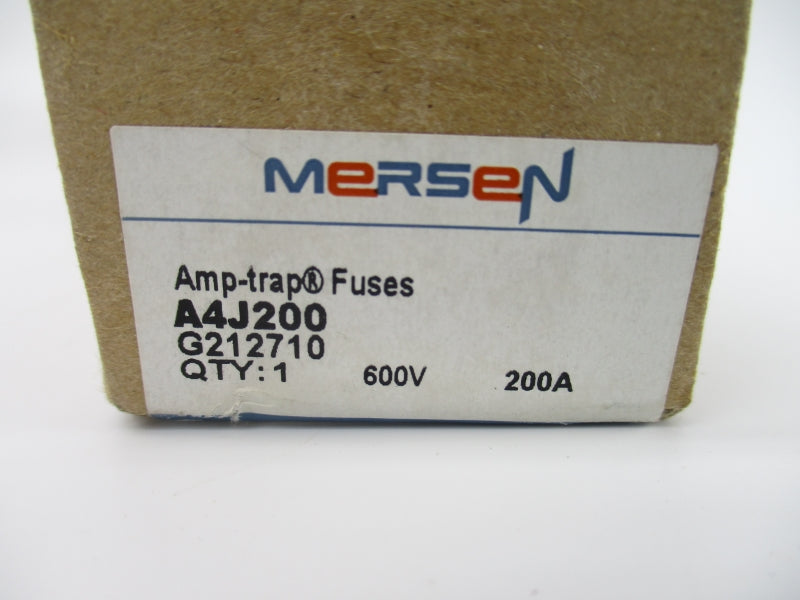 MERSEN
Amp-trap® Fuses
A4J200
G212710
QTY: 1 600V 200A